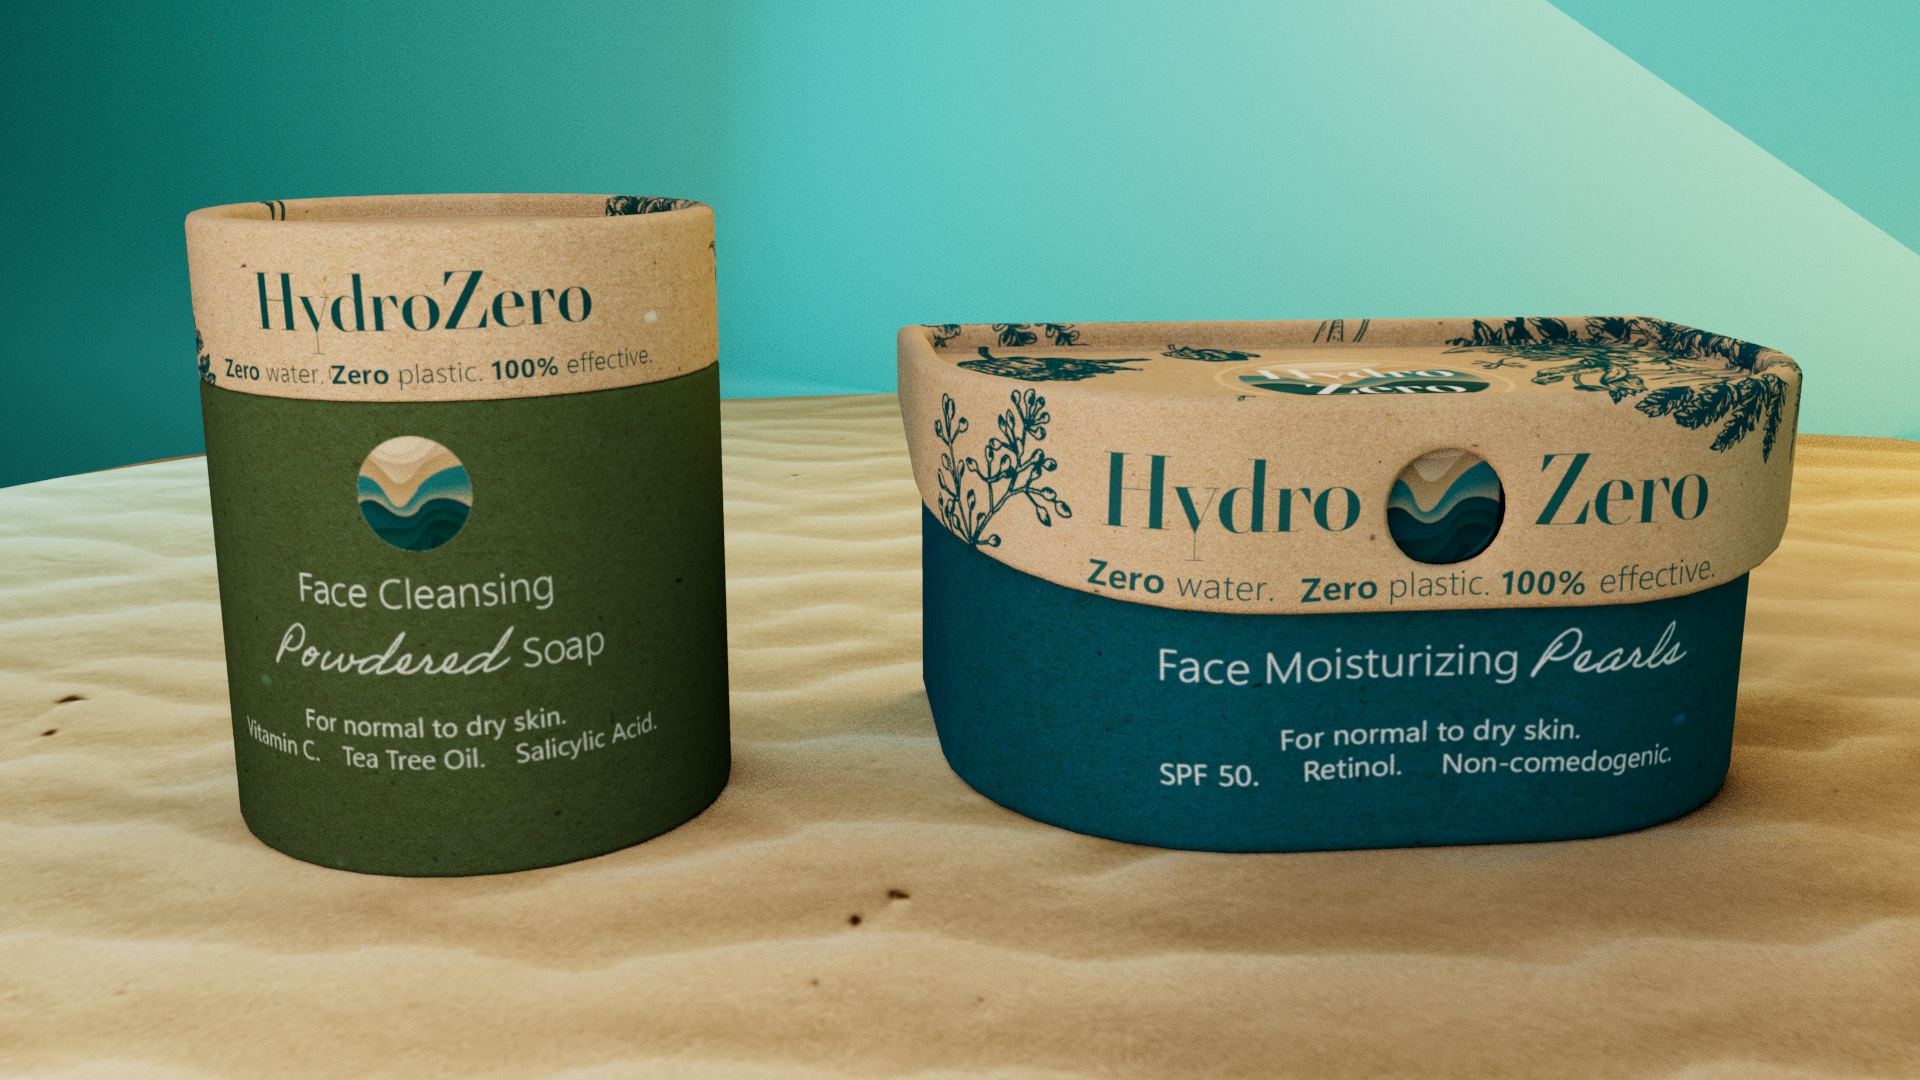 HydroZero
Zero water. Zero plastic. 100% effective.
Face Cleansing
Powdered Soap
For normal to dry skin.
Vitamin C. Tea Tree Oil. Salicylic Acid.
Hydro
Zero
Hydro Zero
Zero water. Zero plastic. 100% effective.
Face Moisturizing Pearls
For normal to dry skin.
SPF 50. Retinol. Non-comedogenic.